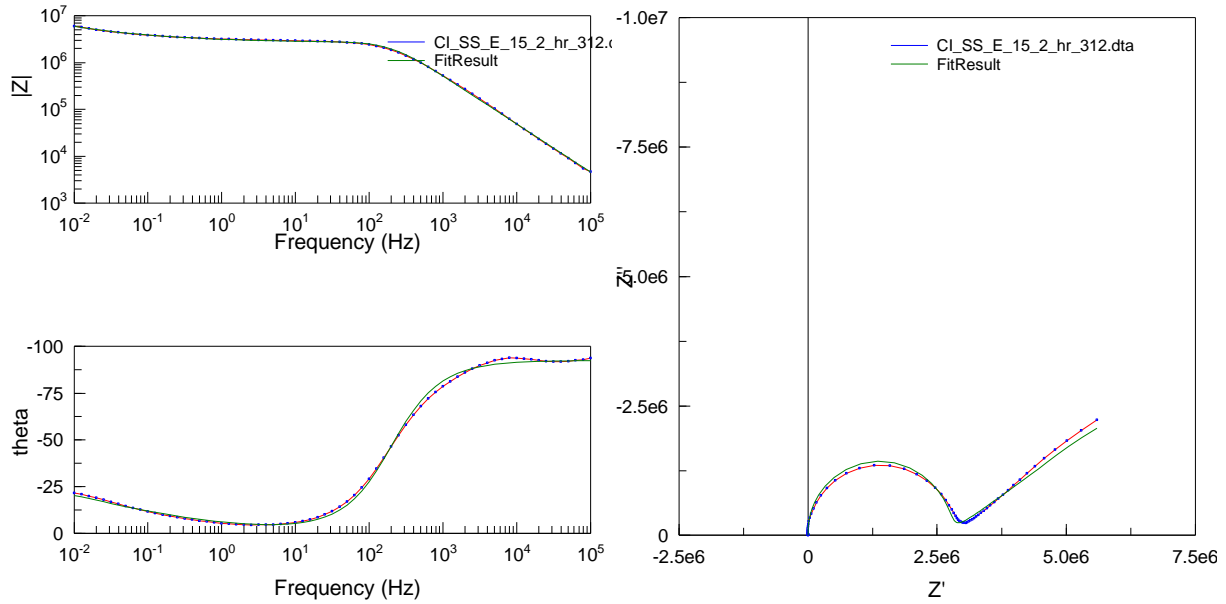 10^7
10^6
10^5
10^4
10^3
|Z|
CI_SS_E_15_2_hr_312.d
FitResult
10^-2 10^-1 10^0 10^1 10^2 10^3 10^4 10^5
Frequency (Hz)
-100
-75
-50
-25
0
theta
10^-2 10^-1 10^0 10^1 10^2 10^3 10^4 10^5
Frequency (Hz)
-1.0e7
-7.5e6
-5.0e6
-2.5e6
0
Z''
CI_SS_E_15_2_hr_312.dta
FitResult
-2.5e6 0 2.5e6 5.0e6 7.5e6
Z'